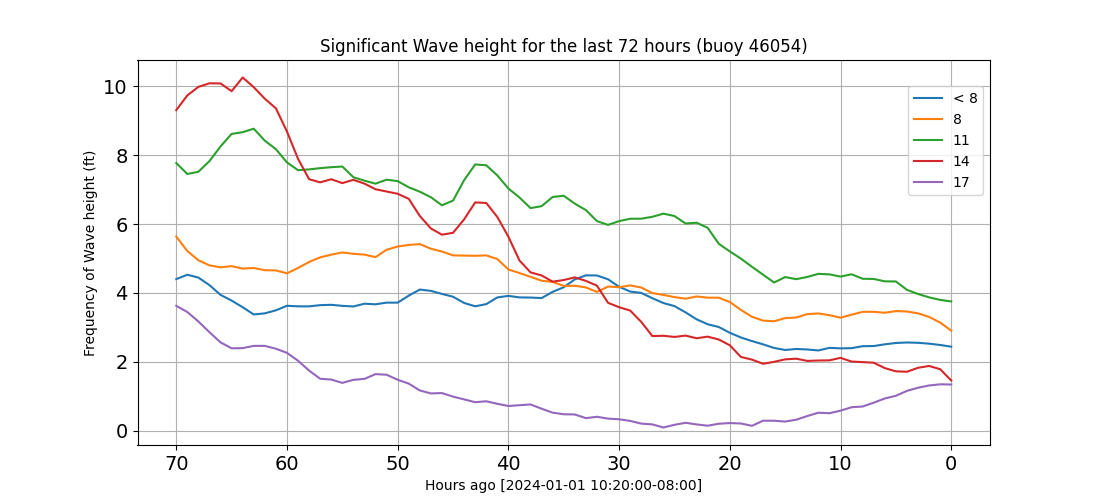 Significant Wave height for the last 72 hours (buoy 46054)
Frequency of Wave height (ft)
10
8
6
4
2
0
< 8
8
11
14
17
70 60 50 40 30 20 10 0
Hours ago [2024-01-01 10:20:00-08:00]